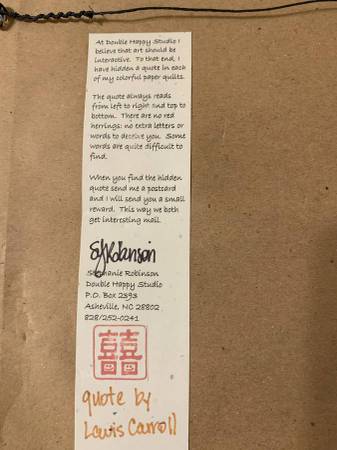 At Double Happy Studio I
believe that art should be
interactive. To that end, I
have hidden a quote in each
of my colorful paper quilts.
The quote always reads
from left to right and top to
bottom. There are no red
herrings: no extra letters or
words to deceive you. Some
words are quite difficult to
find.
When you find the hidden
quote send me a postcard
and I will send you a small
reward. This way we both
get interesting mail.
SJRobinson
Stephanie Robinson
Double Happy Studio
P.O. Box 2393
Asheville, NC 28802
828/252-0241
囍
quote by
Lewis Carroll